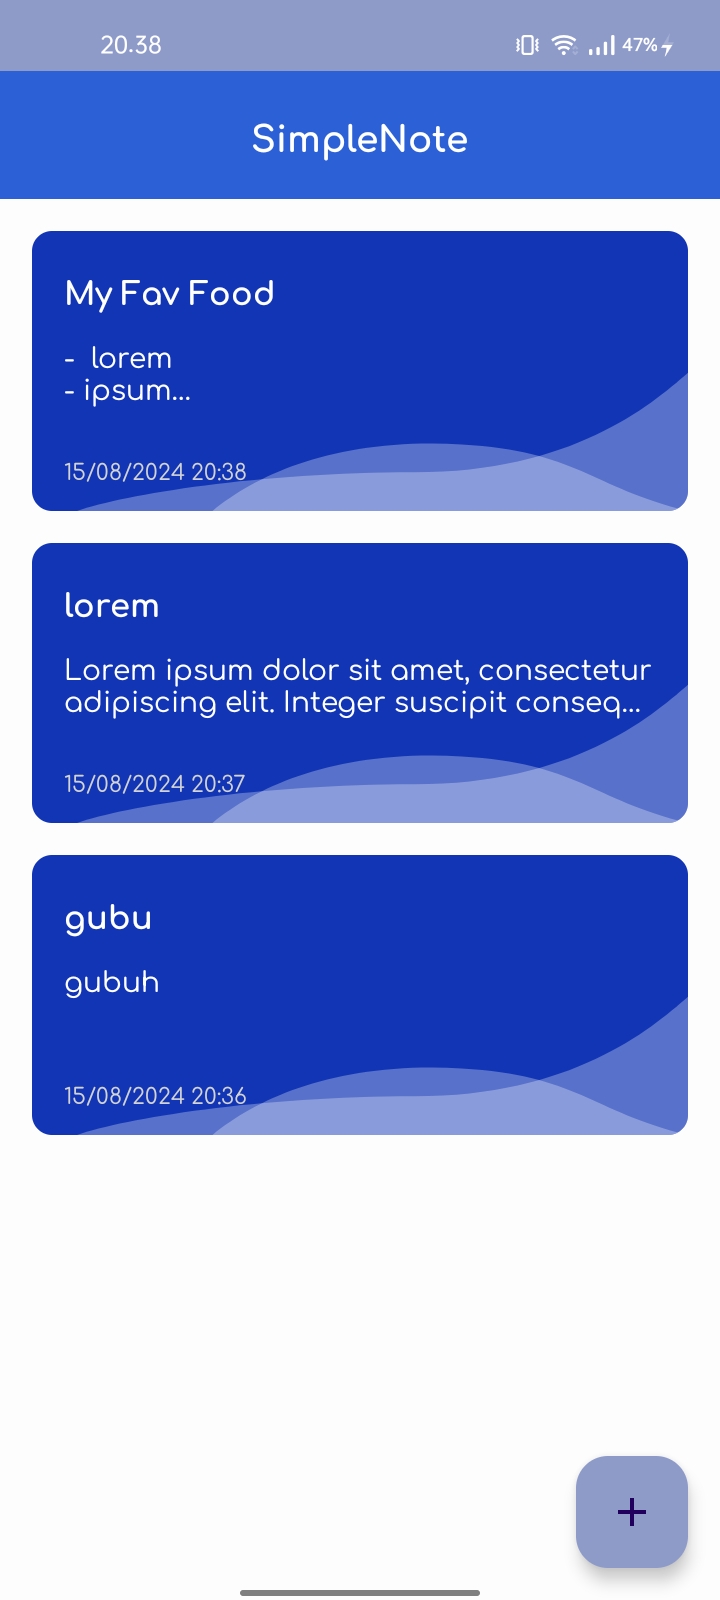 20.38
47%
SimpleNote
My Fav Food
-  lorem
- ipsum...
15/08/2024 20:38
lorem
Lorem ipsum dolor sit amet, consectetur
adipiscing elit. Integer suscipit conseq...
15/08/2024 20:37
gubu
gubuh
15/08/2024 20:36
+